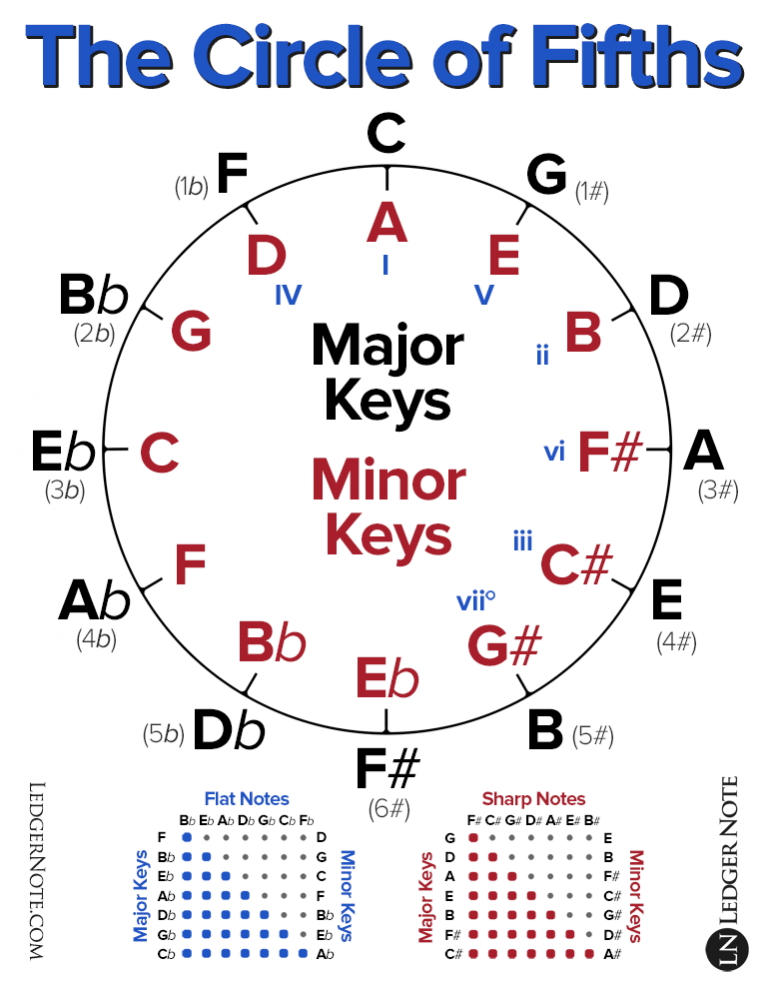 The Circle of Fifths
C
F
(1b)
G
(1#)
A
D
E
I
IV
V
Bb
(2b)
D
(2#)
G
B
ii
Major
Keys
Eb
(3b)
C
vi
F#
A
(3#)
Minor
Keys
F
iii
C#
Ab
(4b)
E
(4#)
vii°
Bb
G#
Eb
(5b)
Db
B
(5#)
F#
(6#)
LEDGERNOTE.COM
Flat Notes
Bb Eb Ab Db Gb Cb Fb
Major Keys
F D
Bb G
Eb C
Ab F
Db Bb
Gb Eb
Cb Ab
Minor Keys
Sharp Notes
F# C# G# D# A# E# B#
Major Keys
G E
D B
A F#
E C#
B G#
F# D#
C# A#
Minor Keys
LN LEDGER NOTE